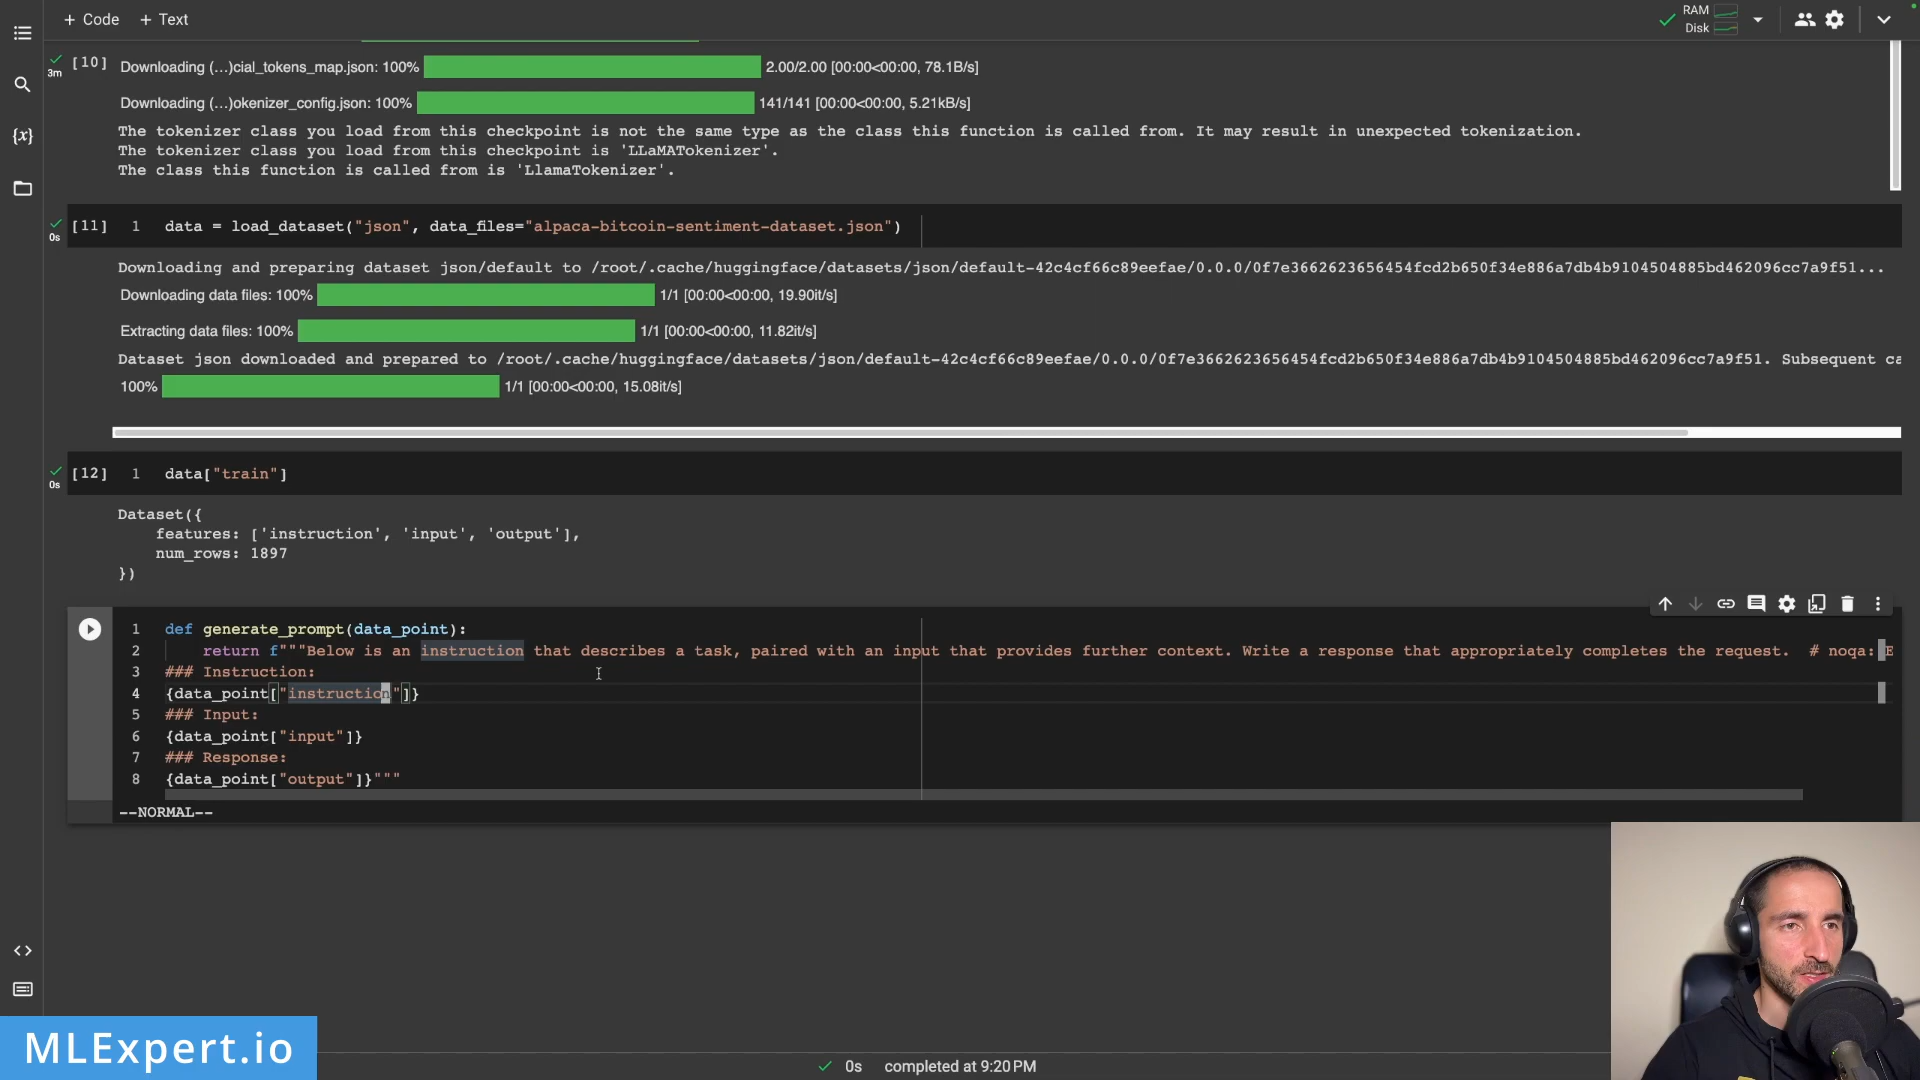 + Code + Text
RAM
Disk
[10]
3m
Downloading (…)cial_tokens_map.json: 100% 2.00/2.00 [00:00<00:00, 78.1B/s]
Downloading (…)okenizer_config.json: 100% 141/141 [00:00<00:00, 5.21kB/s]
The tokenizer class you load from this checkpoint is not the same type as the class this function is called from. It may result in unexpected tokenization.
The tokenizer class you load from this checkpoint is 'LLaMATokenizer'.
The class this function is called from is 'LlamaTokenizer'.
{x}
[11] 1 data = load_dataset("json", data_files="alpaca-bitcoin-sentiment-dataset.json")
0s
Downloading and preparing dataset json/default to /root/.cache/huggingface/datasets/json/default-42c4cf66c89eefae/0.0.0/0f7e3662623656454fcd2b650f34e886a7db4b9104504885bd462096cc7a9f51...
Downloading data files: 100% 1/1 [00:00<00:00, 19.90it/s]
Extracting data files: 100% 1/1 [00:00<00:00, 11.82it/s]
Dataset json downloaded and prepared to /root/.cache/huggingface/datasets/json/default-42c4cf66c89eefae/0.0.0/0f7e3662623656454fcd2b650f34e886a7db4b9104504885bd462096cc7a9f51. Subsequent ca
100% 1/1 [00:00<00:00, 15.08it/s]
[12] 1 data["train"]
0s
Dataset({
features: ['instruction', 'input', 'output'],
num_rows: 1897
})
1 def generate_prompt(data_point):
2 return f"""Below is an instruction that describes a task, paired with an input that provides further context. Write a response that appropriately completes the request.  # noqa: E
3 ### Instruction:
4 {data_point["instruction"]}
5 ### Input:
6 {data_point["input"]}
7 ### Response:
8 {data_point["output"]}"""
--NORMAL--
MLExpert.io
0s completed at 9:20 PM